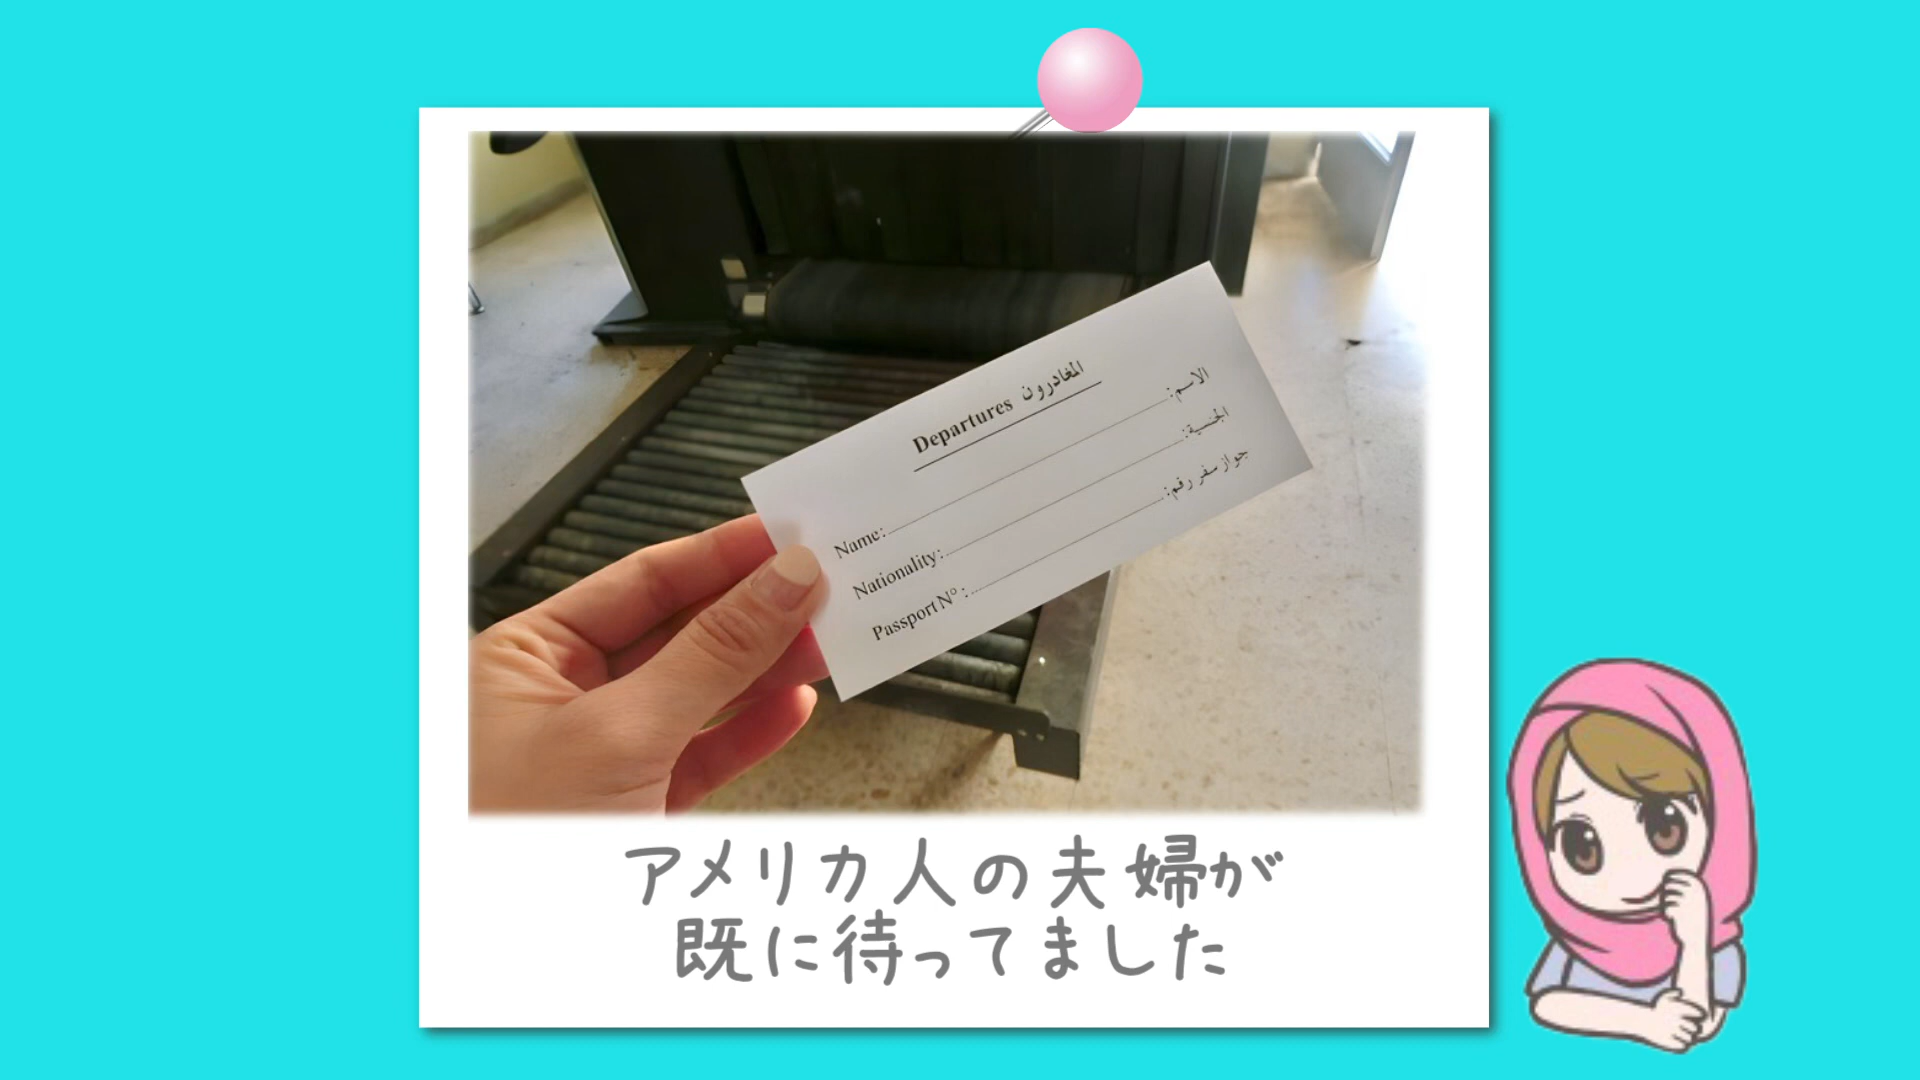 Departures المغادرون
Name: الاسم:
Nationality: الجنسية:
Passport N° : جواز سفر رقم:
アメリカ人の夫婦が
既に待ってました